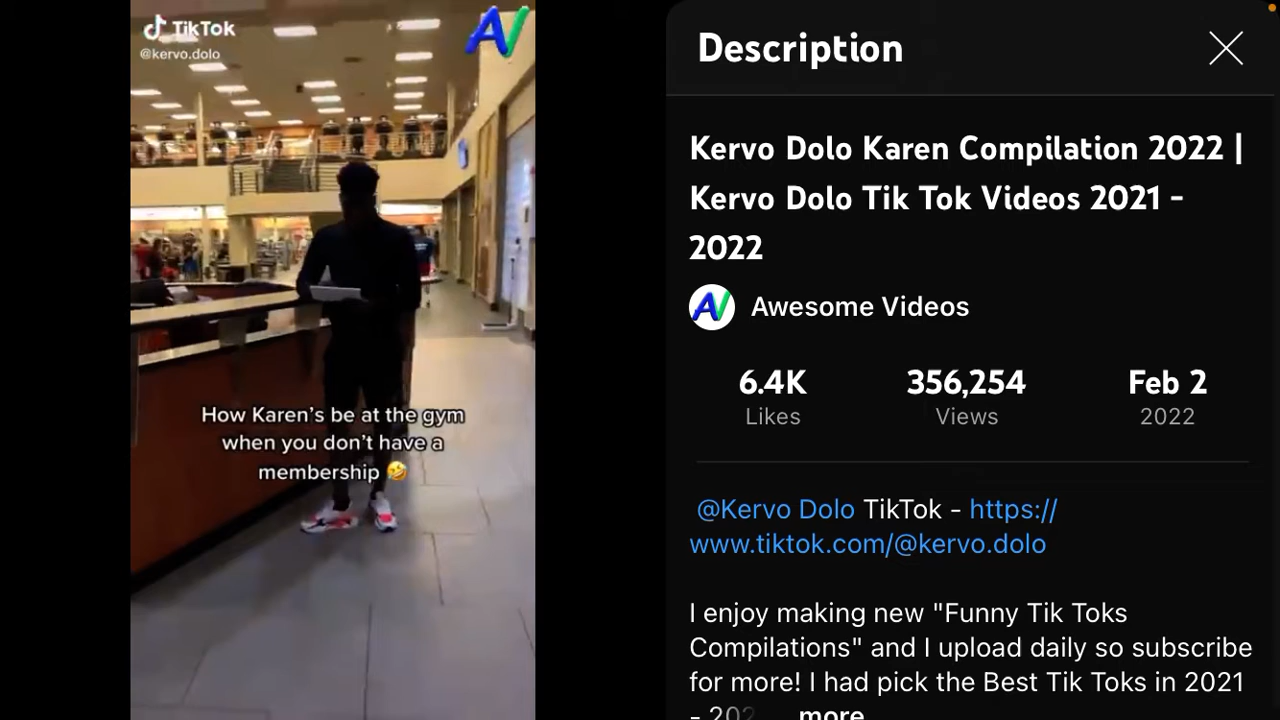 TikTok
@kervo.dolo
AV
How Karen's be at the gym
when you don't have a
membership 🤣
Description
Kervo Dolo Karen Compilation 2022 |
Kervo Dolo Tik Tok Videos 2021 -
2022
AV Awesome Videos
6.4K 356,254 Feb 2
Likes Views 2022
@Kervo Dolo TikTok - https://
www.tiktok.com/@kervo.dolo
I enjoy making new "Funny Tik Toks
Compilations" and I upload daily so subscribe
for more! I had pick the Best Tik Toks in 2021
- 202 ...more